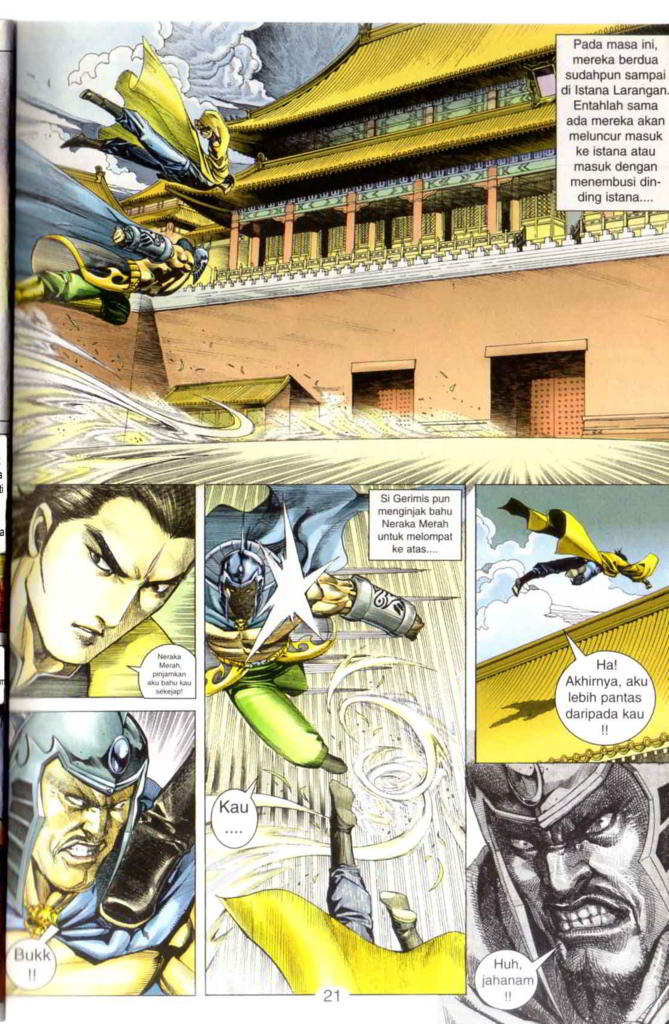 Pada masa ini,
mereka berdua
sudahpun sampai
di Istana Larangan.
Entahlah sama
ada mereka akan
meluncur masuk
ke istana atau
masuk dengan
menembusi din-
ding istana....
Neraka
Merah,
pinjamkan
aku bahu kau
sekejap!
Si Gerimis pun
menginjak bahu
Neraka Merah
untuk melompat
ke atas....
Ha!
Akhirnya, aku
lebih pantas
daripada kau
!!
Bukk
!!
Kau
....
Huh,
jahanam
!!
21